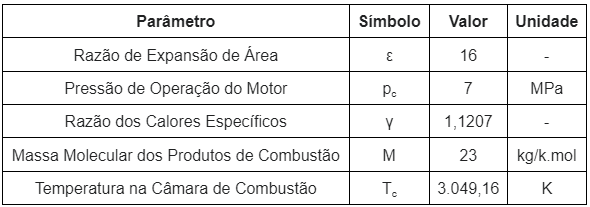 Parâmetro Símbolo Valor Unidade
Razão de Expansão de Área ε 16 -
Pressão de Operação do Motor pc 7 MPa
Razão dos Calores Específicos γ 1,1207 -
Massa Molecular dos Produtos de Combustão M 23 kg/k.mol
Temperatura na Câmara de Combustão Tc 3.049,16 K